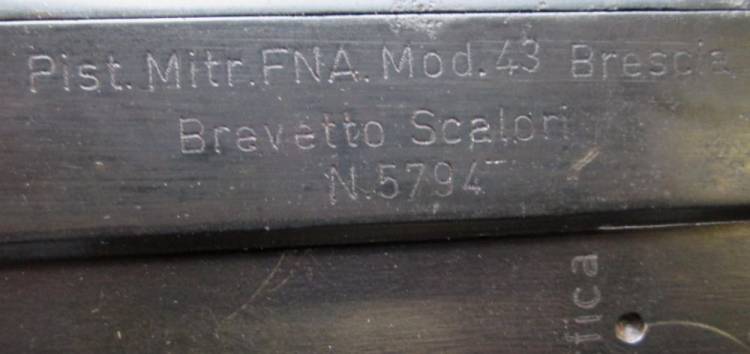 Pist. Mitr. FNA. Mod. 43 Brescia
Brevetto Scalori
N. 5794
fica